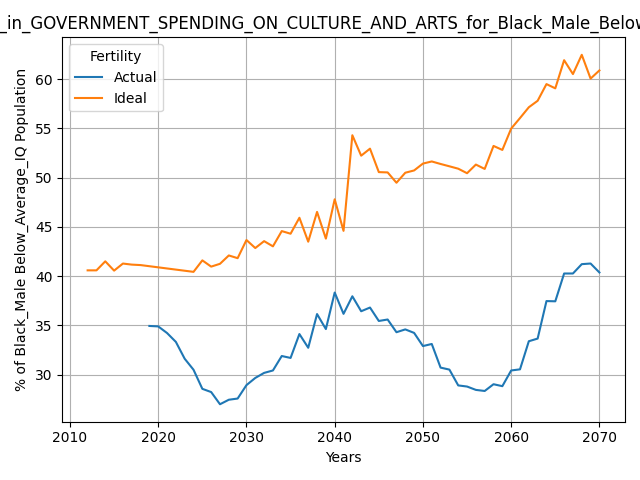 _in_GOVERNMENT_SPENDING_ON_CULTURE_AND_ARTS_for_Black_Male_Below
Fertility
Actual
Ideal
% of Black_Male Below_Average_IQ Population
60
55
50
45
40
35
30
2010
2020
2030
2040
2050
2060
2070
Years